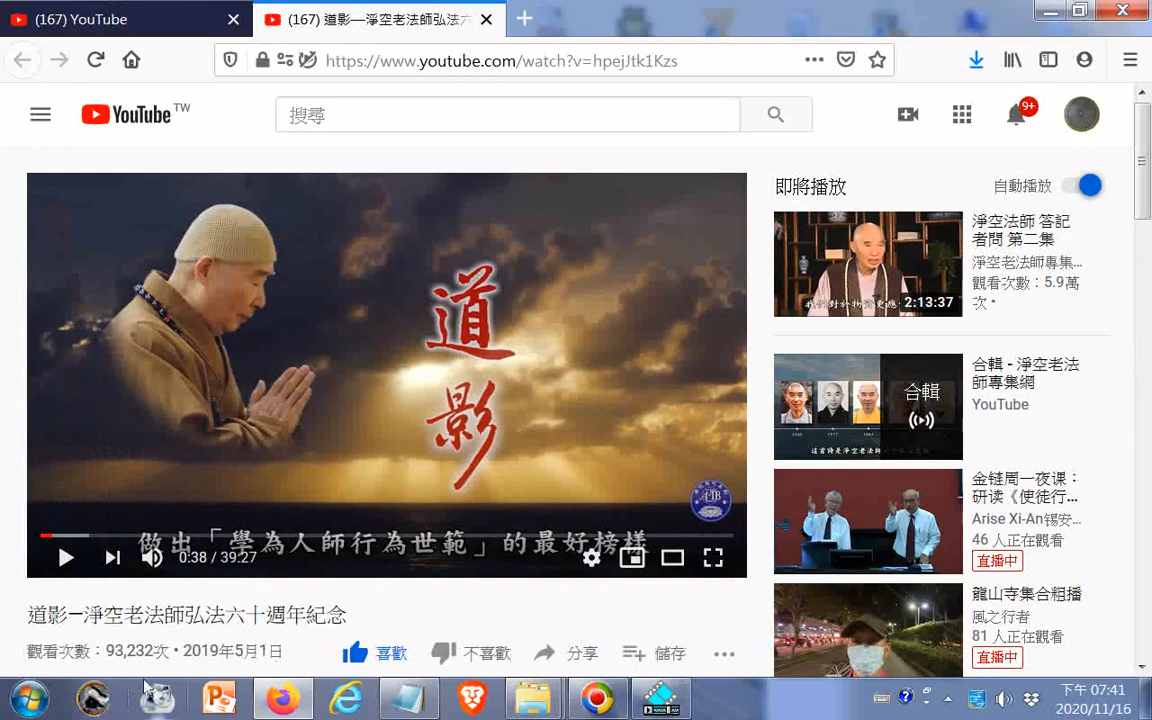 (167) YouTube
(167) 道影—淨空老法師弘法六
https://www.youtube.com/watch?v=hpejJtk1Kzs
YouTube TW
搜尋
9+
道影
做出「學為人師行為世範」的最好榜樣
0:38 / 39:27
道影—淨空老法師弘法六十週年紀念
觀看次數：93,232次 • 2019年5月1日
喜歡
不喜歡
分享
儲存
即將播放
自動播放
2:13:37
淨空法師 答記
者問 第二集
淨空老法師專集...
觀看次數：5.9萬
次 •
合輯
合輯 - 淨空老法
師專集網
YouTube
金鏈周一夜课：
研读《使徒行...
Arise Xi-An锡安...
46 人正在觀看
直播中
龍山寺集合粗播
風之行者
81 人正在觀看
直播中
下午 07:41
2020/11/16